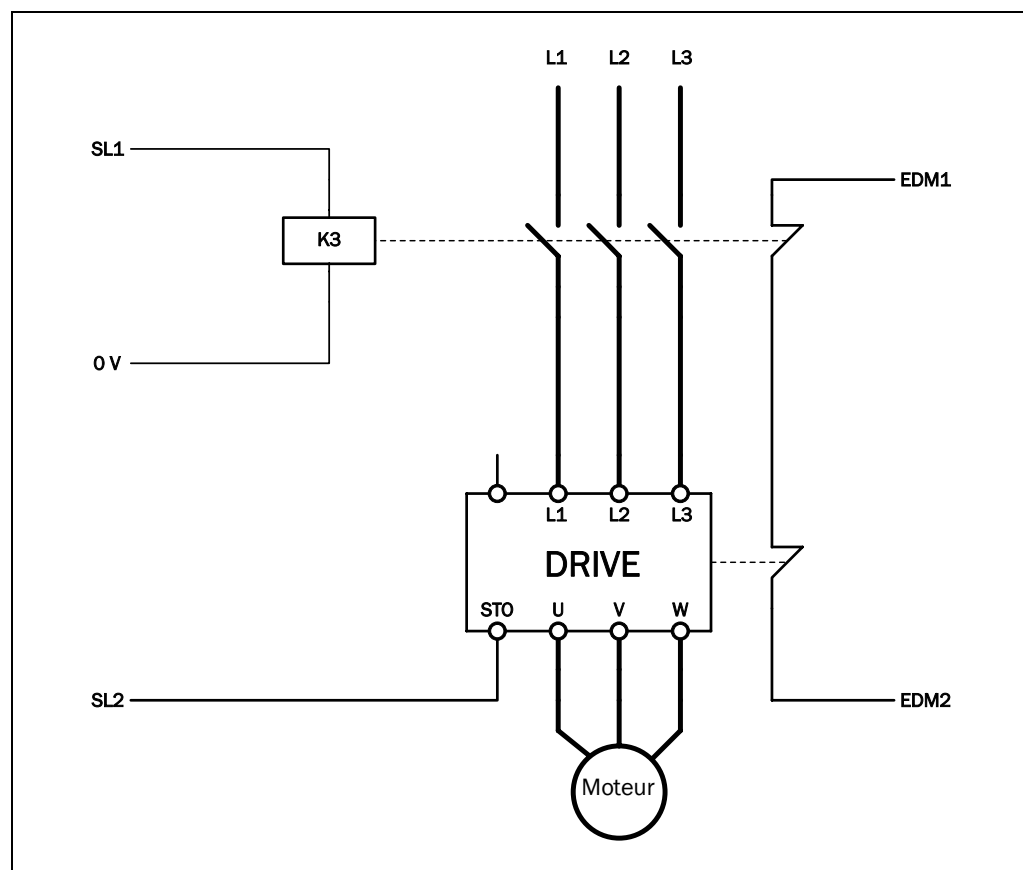 L1 L2 L3
SL1
EDM1
K3
0 V
L1 L2 L3
DRIVE
STO U V W
SL2
EDM2
Moteur